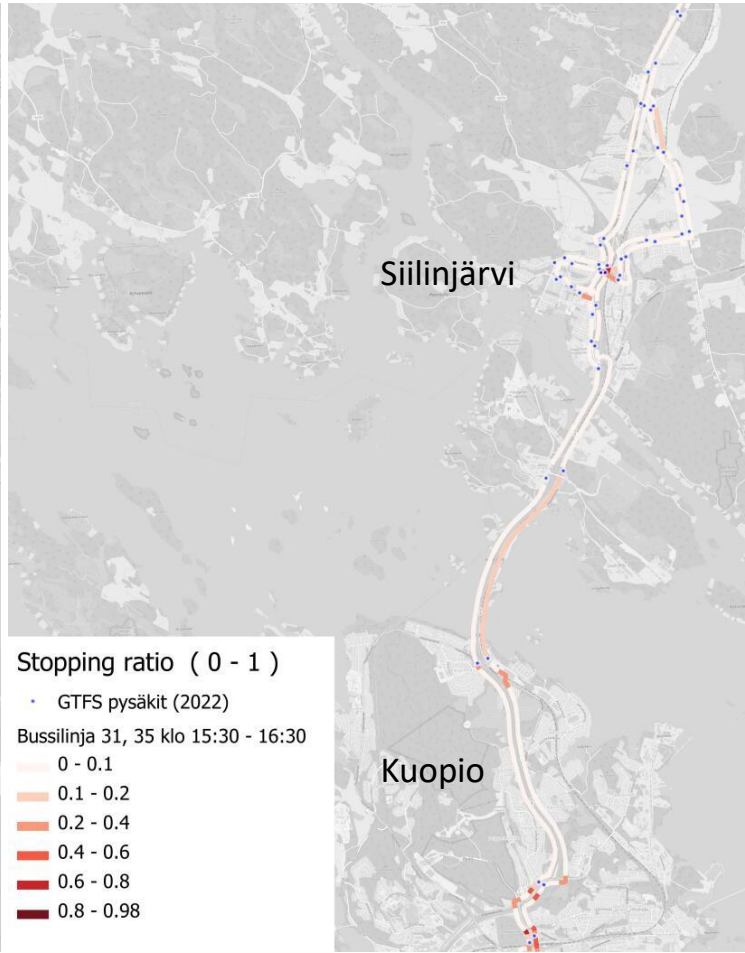 Siilinjärvi
Kuopio
Stopping ratio ( 0 - 1 )
GTFS pysäkit (2022)
Bussilinja 31, 35 klo 15:30 - 16:30
0 - 0.1
0.1 - 0.2
0.2 - 0.4
0.4 - 0.6
0.6 - 0.8
0.8 - 0.98